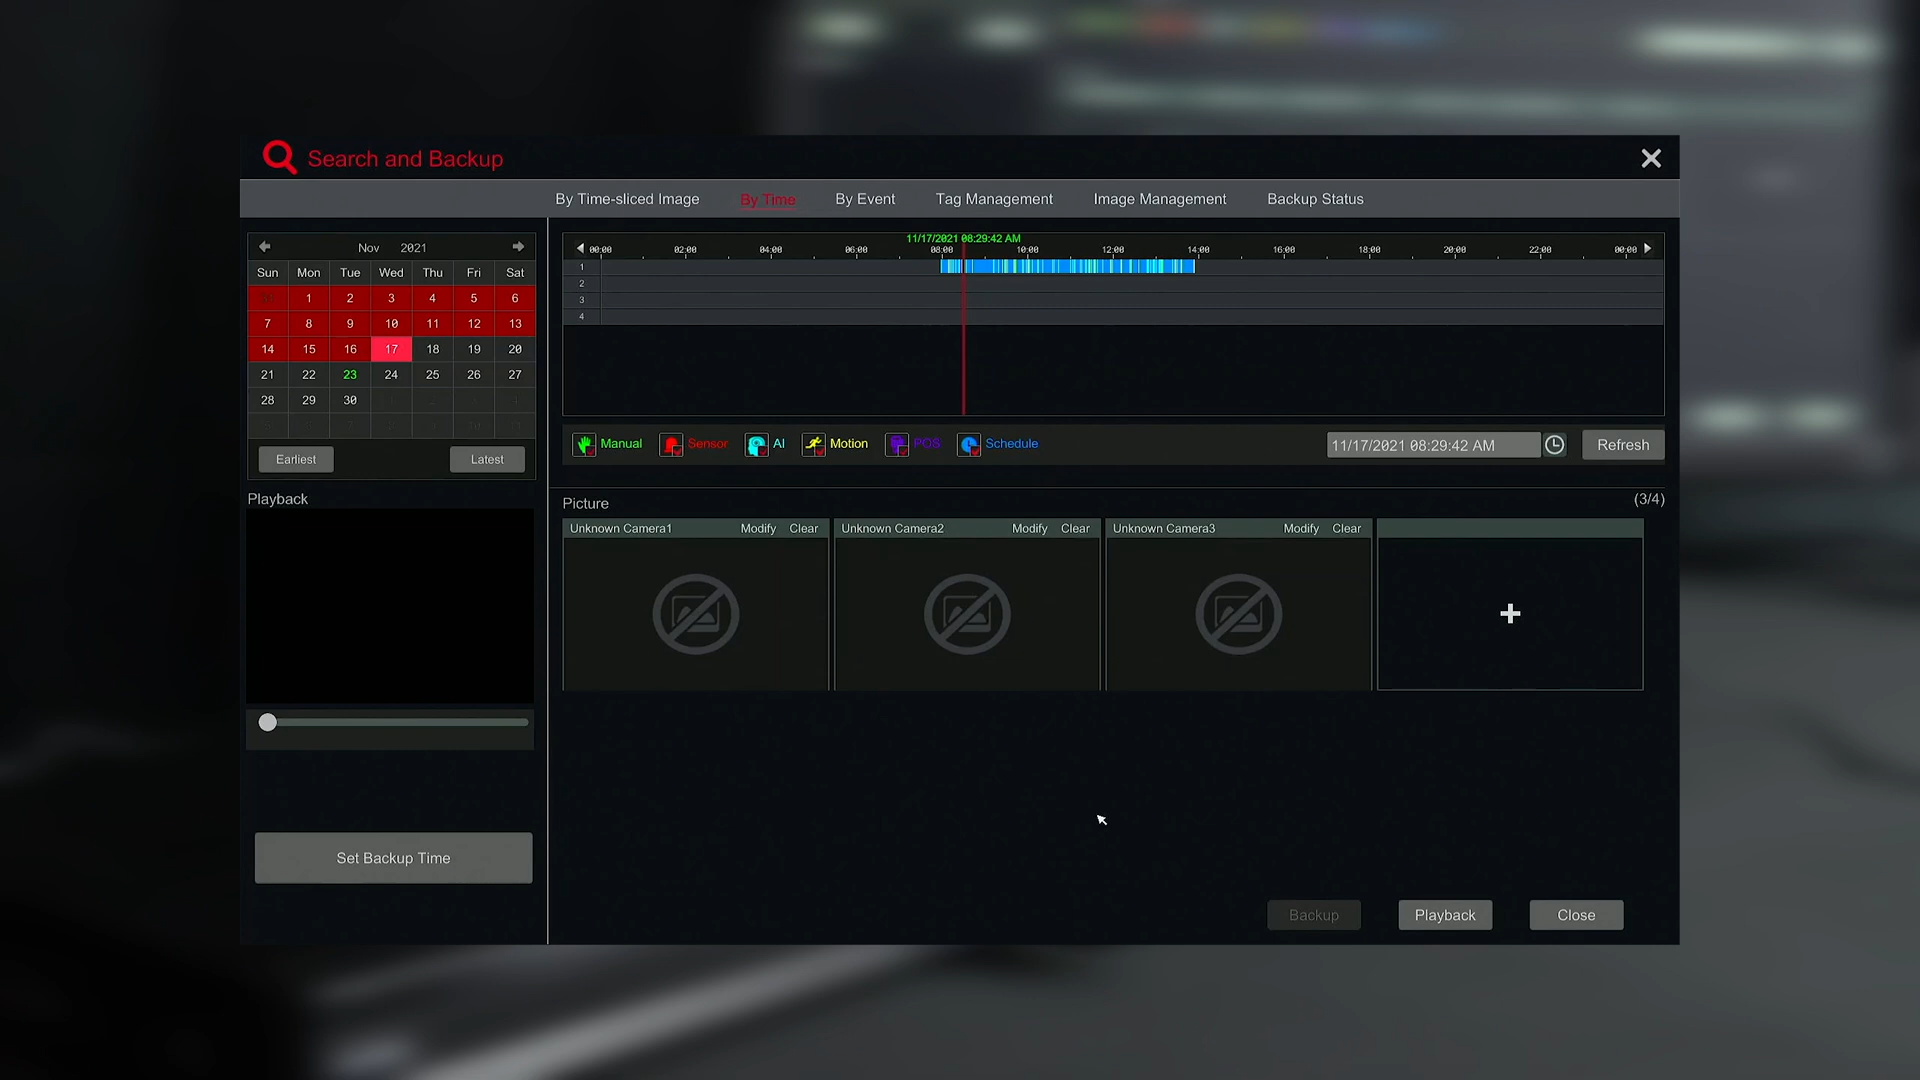 Search and Backup
By Time-sliced Image By Time By Event Tag Management Image Management Backup Status
Nov 2021
Sun Mon Tue Wed Thu Fri Sat
1 2 3 4 5 6
7 8 9 10 11 12 13
14 15 16 17 18 19 20
21 22 23 24 25 26 27
28 29 30
Earliest Latest
11/17/2021 08:29:42 AM
00:00 02:00 04:00 06:00 08:00 10:00 12:00 14:00 16:00 18:00 20:00 22:00 00:00
1
2
3
4
Manual Sensor AI Motion POS Schedule
11/17/2021 08:29:42 AM Refresh
Playback
Picture (3/4)
Unknown Camera1 Modify Clear
Unknown Camera2 Modify Clear
Unknown Camera3 Modify Clear
Set Backup Time
Backup Playback Close